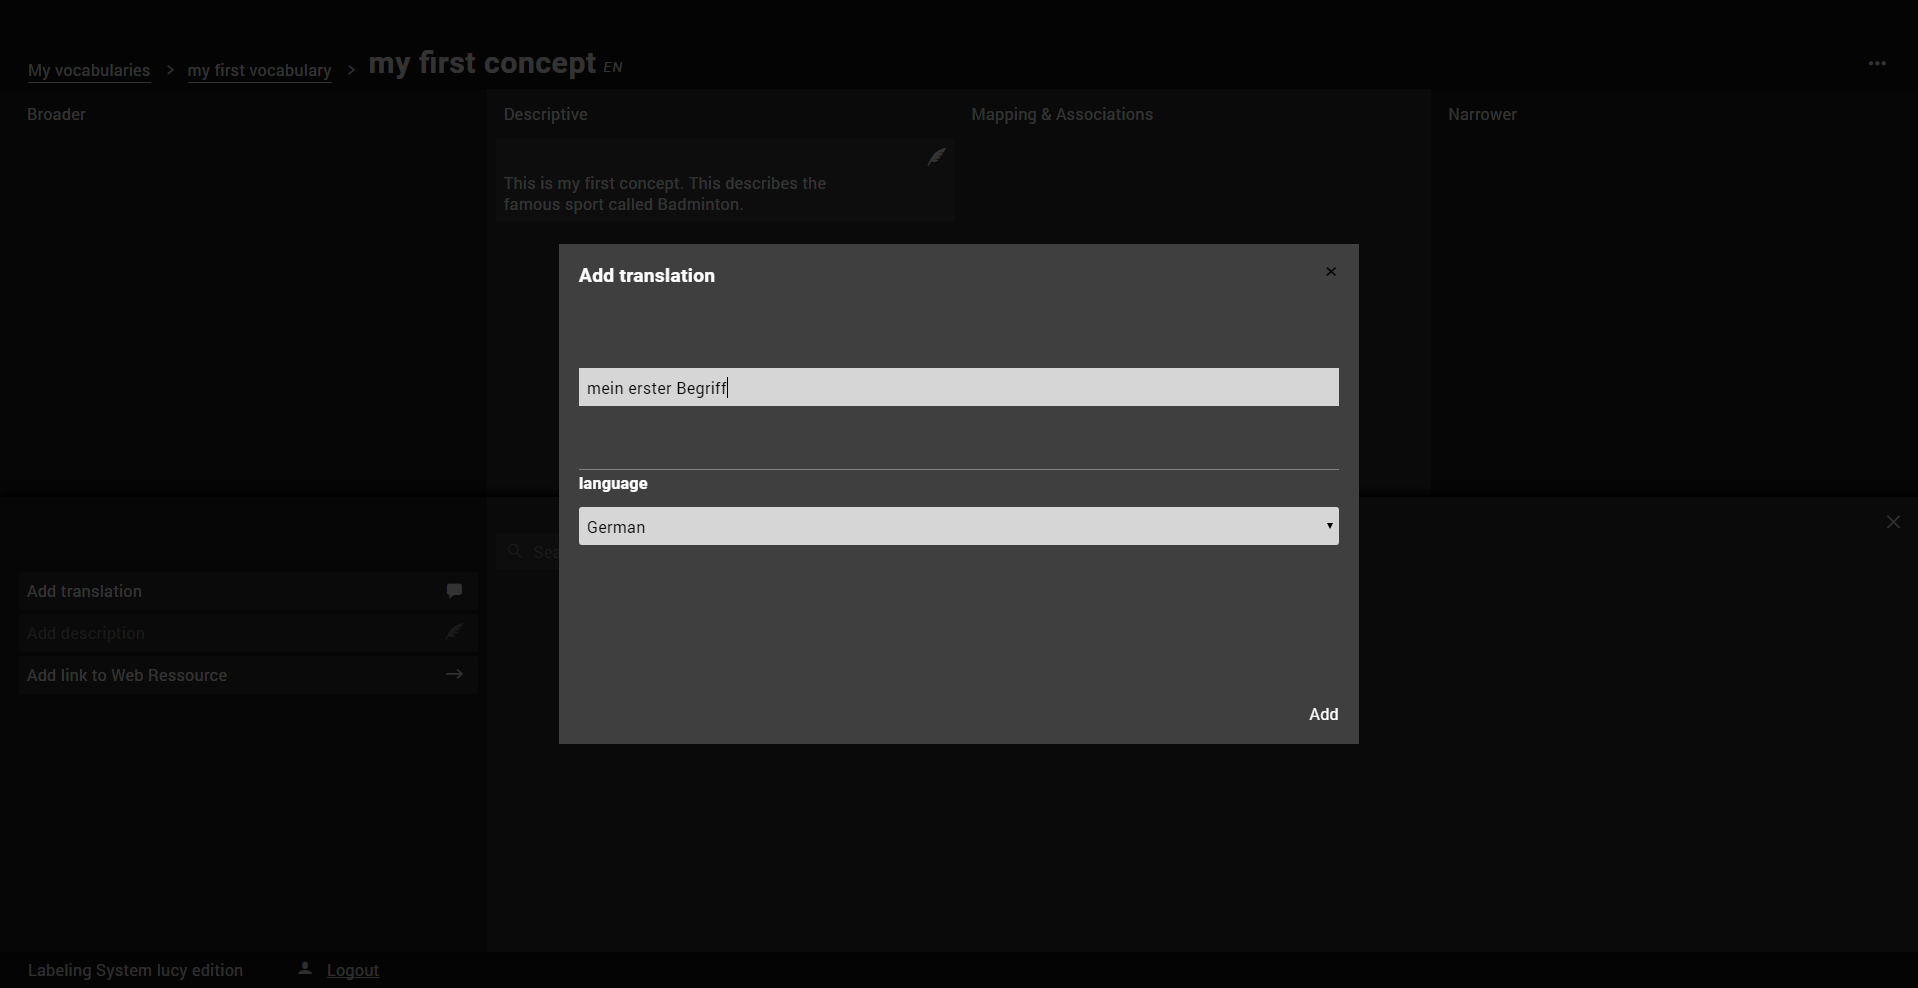 My vocabularies > my first vocabulary > my first concept EN
•••
Broader
Descriptive
Mapping & Associations
Narrower
This is my first concept. This describes the
famous sport called Badminton.
Add translation
×
mein erster Begriff
language
German
Sea
Add translation
Add description
Add link to Web Ressource
Add
Labeling System lucy edition
Logout